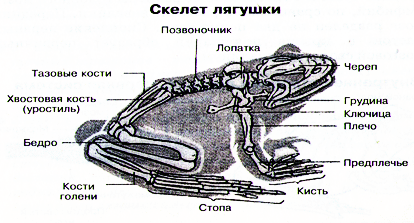 Скелет лягушки
Позвоночник
Лопатка
Тазовые кости
Череп
Хвостовая кость
(уростиль)
Грудина
Ключица
Плечо
Бедро
Предплечье
Кости
голени
Кисть
Стопа